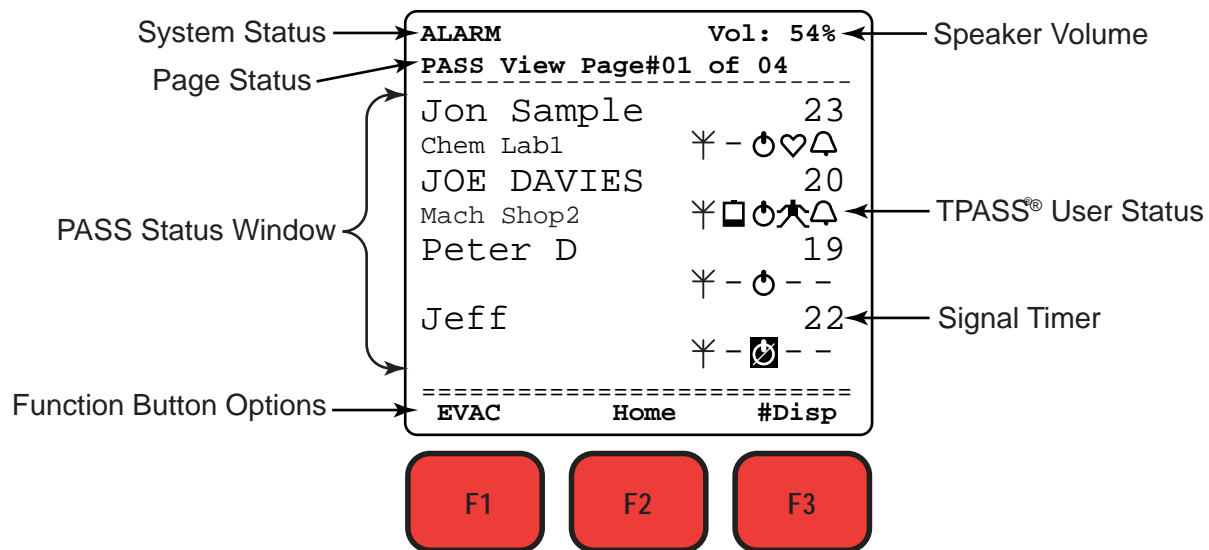 System Status
ALARM Vol: 54%
Speaker Volume
Page Status
PASS View Page#01 of 04
Jon Sample 23
Chem Lab1
JOE DAVIES 20
Mach Shop2
TPASS®® User Status
PASS Status Window
Peter D 19
Jeff 22
Signal Timer
Function Button Options
EVAC Home #Disp
F1 F2 F3